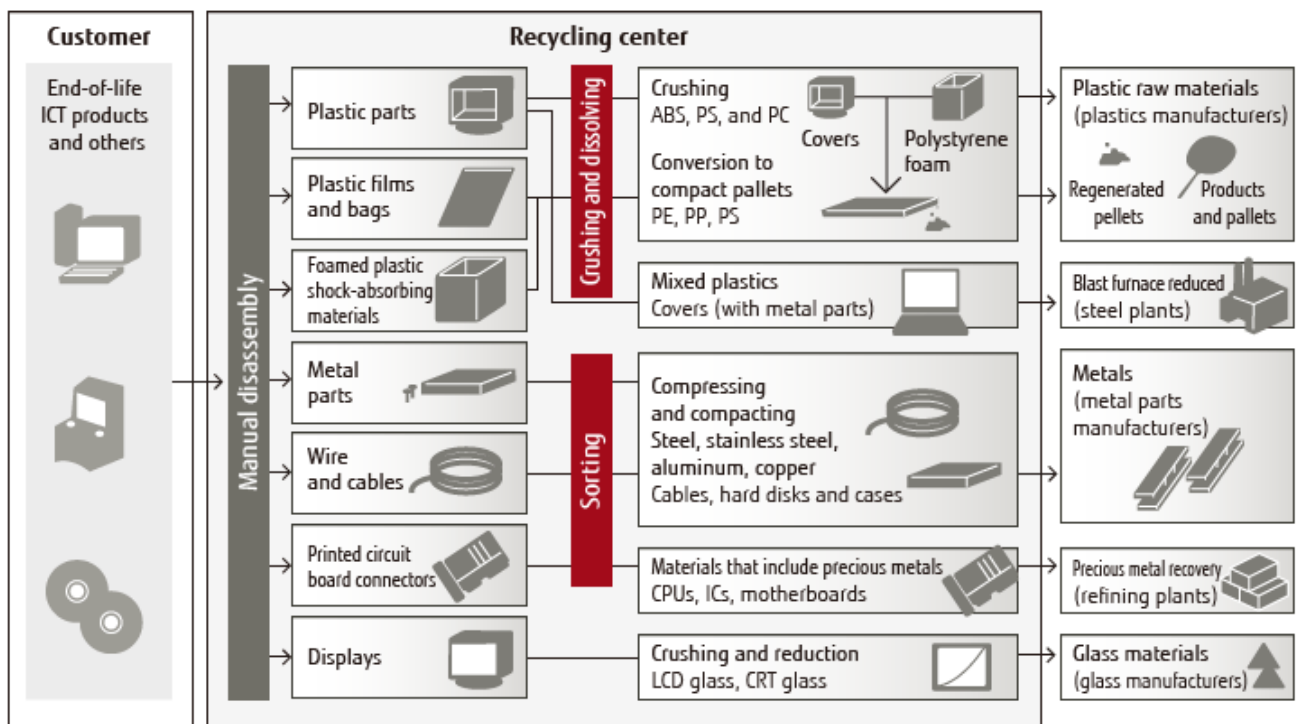 Customer
End-of-life
ICT products
and others
Recycling center
Manual disassembly
Plastic parts
Plastic films
and bags
Foamed plastic
shock-absorbing
materials
Metal
parts
Wire
and cables
Printed circuit
board connectors
Displays
Crushing and dissolving
Sorting
Crushing
ABS, PS, and PC
Covers
Polystyrene
foam
Conversion to
compact pallets
PE, PP, PS
Mixed plastics
Covers (with metal parts)
Compressing
and compacting
Steel, stainless steel,
aluminum, copper
Cables, hard disks and cases
Materials that include precious metals
CPUs, ICs, motherboards
Crushing and reduction
LCD glass, CRT glass
Plastic raw materials
(plastics manufacturers)
Regenerated
pellets
Products
and pallets
Blast furnace reduced
(steel plants)
Metals
(metal parts
manufacturers)
Precious metal recovery
(refining plants)
Glass materials
(glass manufacturers)